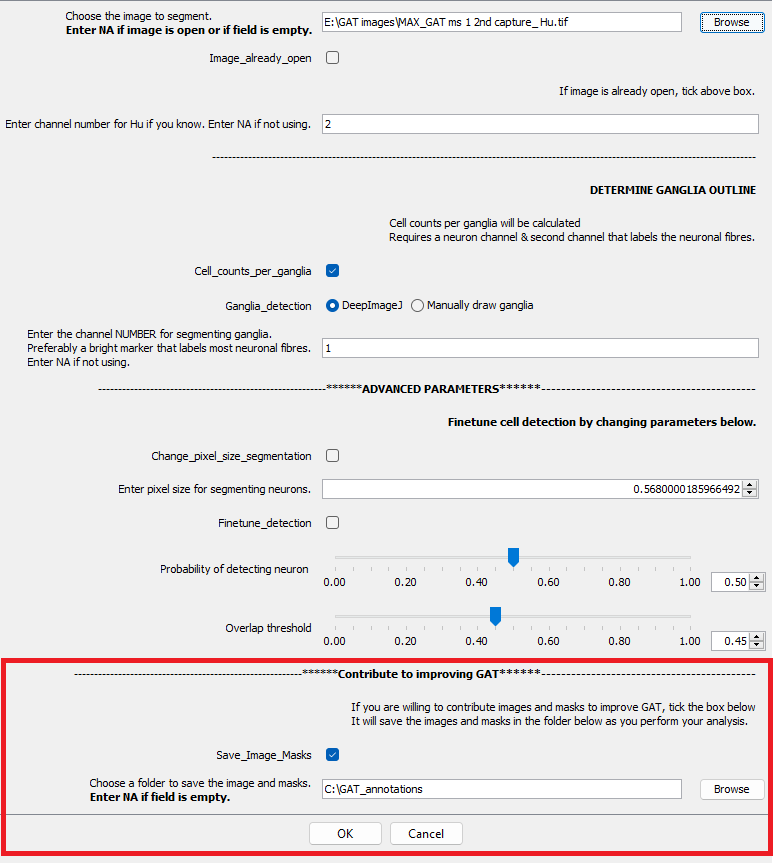 Choose the image to segment.
Enter NA if image is open or if field is empty.
E:\GAT images\MAX_GAT ms 1 2nd capture_ Hu.tif
Browse
Image_already_open
If image is already open, tick above box.
Enter channel number for Hu if you know. Enter NA if not using.
2
--------------------------------------------------------------------------------------------------------------
DETERMINE GANGLIA OUTLINE
Cell counts per ganglia will be calculated
Requires a neuron channel & second channel that labels the neuronal fibres.
Cell_counts_per_ganglia
Ganglia_detection
DeepImageJ
Manually draw ganglia
Enter the channel NUMBER for segmenting ganglia.
Preferably a bright marker that labels most neuronal fibres.
Enter NA if not using.
1
----------------------------------------------******ADVANCED PARAMETERS******-------------------------------------------
Finetune cell detection by changing parameters below.
Change_pixel_size_segmentation
Enter pixel size for segmenting neurons.
0.5680000185966492
Finetune_detection
Probability of detecting neuron
0.00 0.20 0.40 0.60 0.80 1.00
0.50
Overlap threshold
0.00 0.20 0.40 0.60 0.80 1.00
0.45
----------------------------------------------******Contribute to improving GAT******-------------------------------------------
If you are willing to contribute images and masks to improve GAT, tick the box below
It will save the images and masks in the folder below as you perform your analysis.
Save_Image_Masks
Choose a folder to save the image and masks.
Enter NA if field is empty.
C:\GAT_annotations
Browse
OK
Cancel